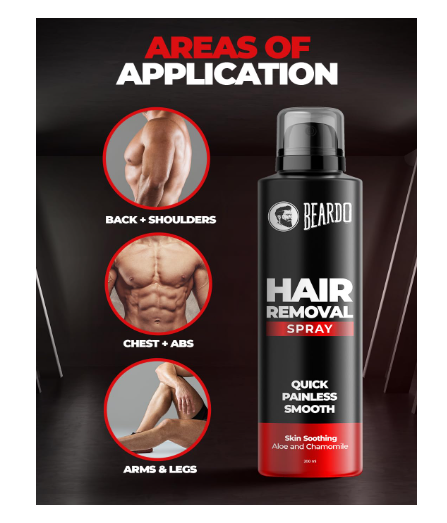 AREAS OF
APPLICATION
BACK + SHOULDERS
CHEST + ABS
ARMS & LEGS
BEARDO
HAIR
REMOVAL
SPRAY
QUICK
PAINLESS
SMOOTH
Skin Soothing
Aloe and Chamomile